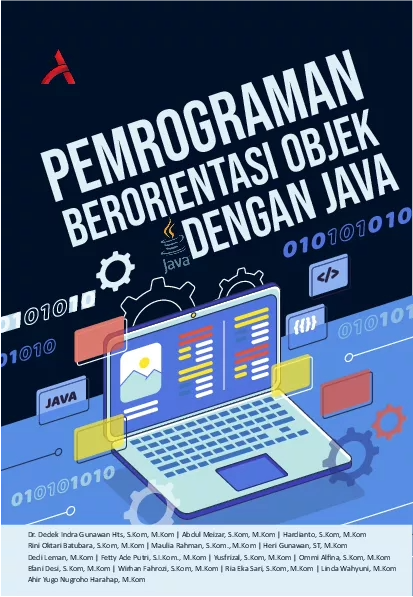 PEMROGRAMAN
BERORIENTASI OBJEK
DENGAN JAVA
Java
010101010
</>
01010110
{{}}
010101
01010
JAVA
010101010
Dr. Dedek Indra Gunawan Hts, S.Kom, M.Kom | Abdul Meizar, S.Kom, M.Kom | Hardianto, S.Kom, M.Kom
Rini Oktari Batubara, S.Kom, M.Kom | Maulia Rahman, S.Kom., M.Kom | Heri Gunawan, ST, M.Kom
Dedi Leman, M.Kom | Fetty Ade Putri, S.I.Kom., M.Kom | Yusfrizal, S.Kom, M.Kom | Ommi Alfina, S.Kom, M.Kom
Elani Desi, S.Kom, M.Kom | Wirhan Fahrozi, S.Kom, M.Kom | Ria Eka Sari, S.Kom, M.Kom | Linda Wahyuni, M.Kom
Ahir Yugo Nugroho Harahap, M.Kom